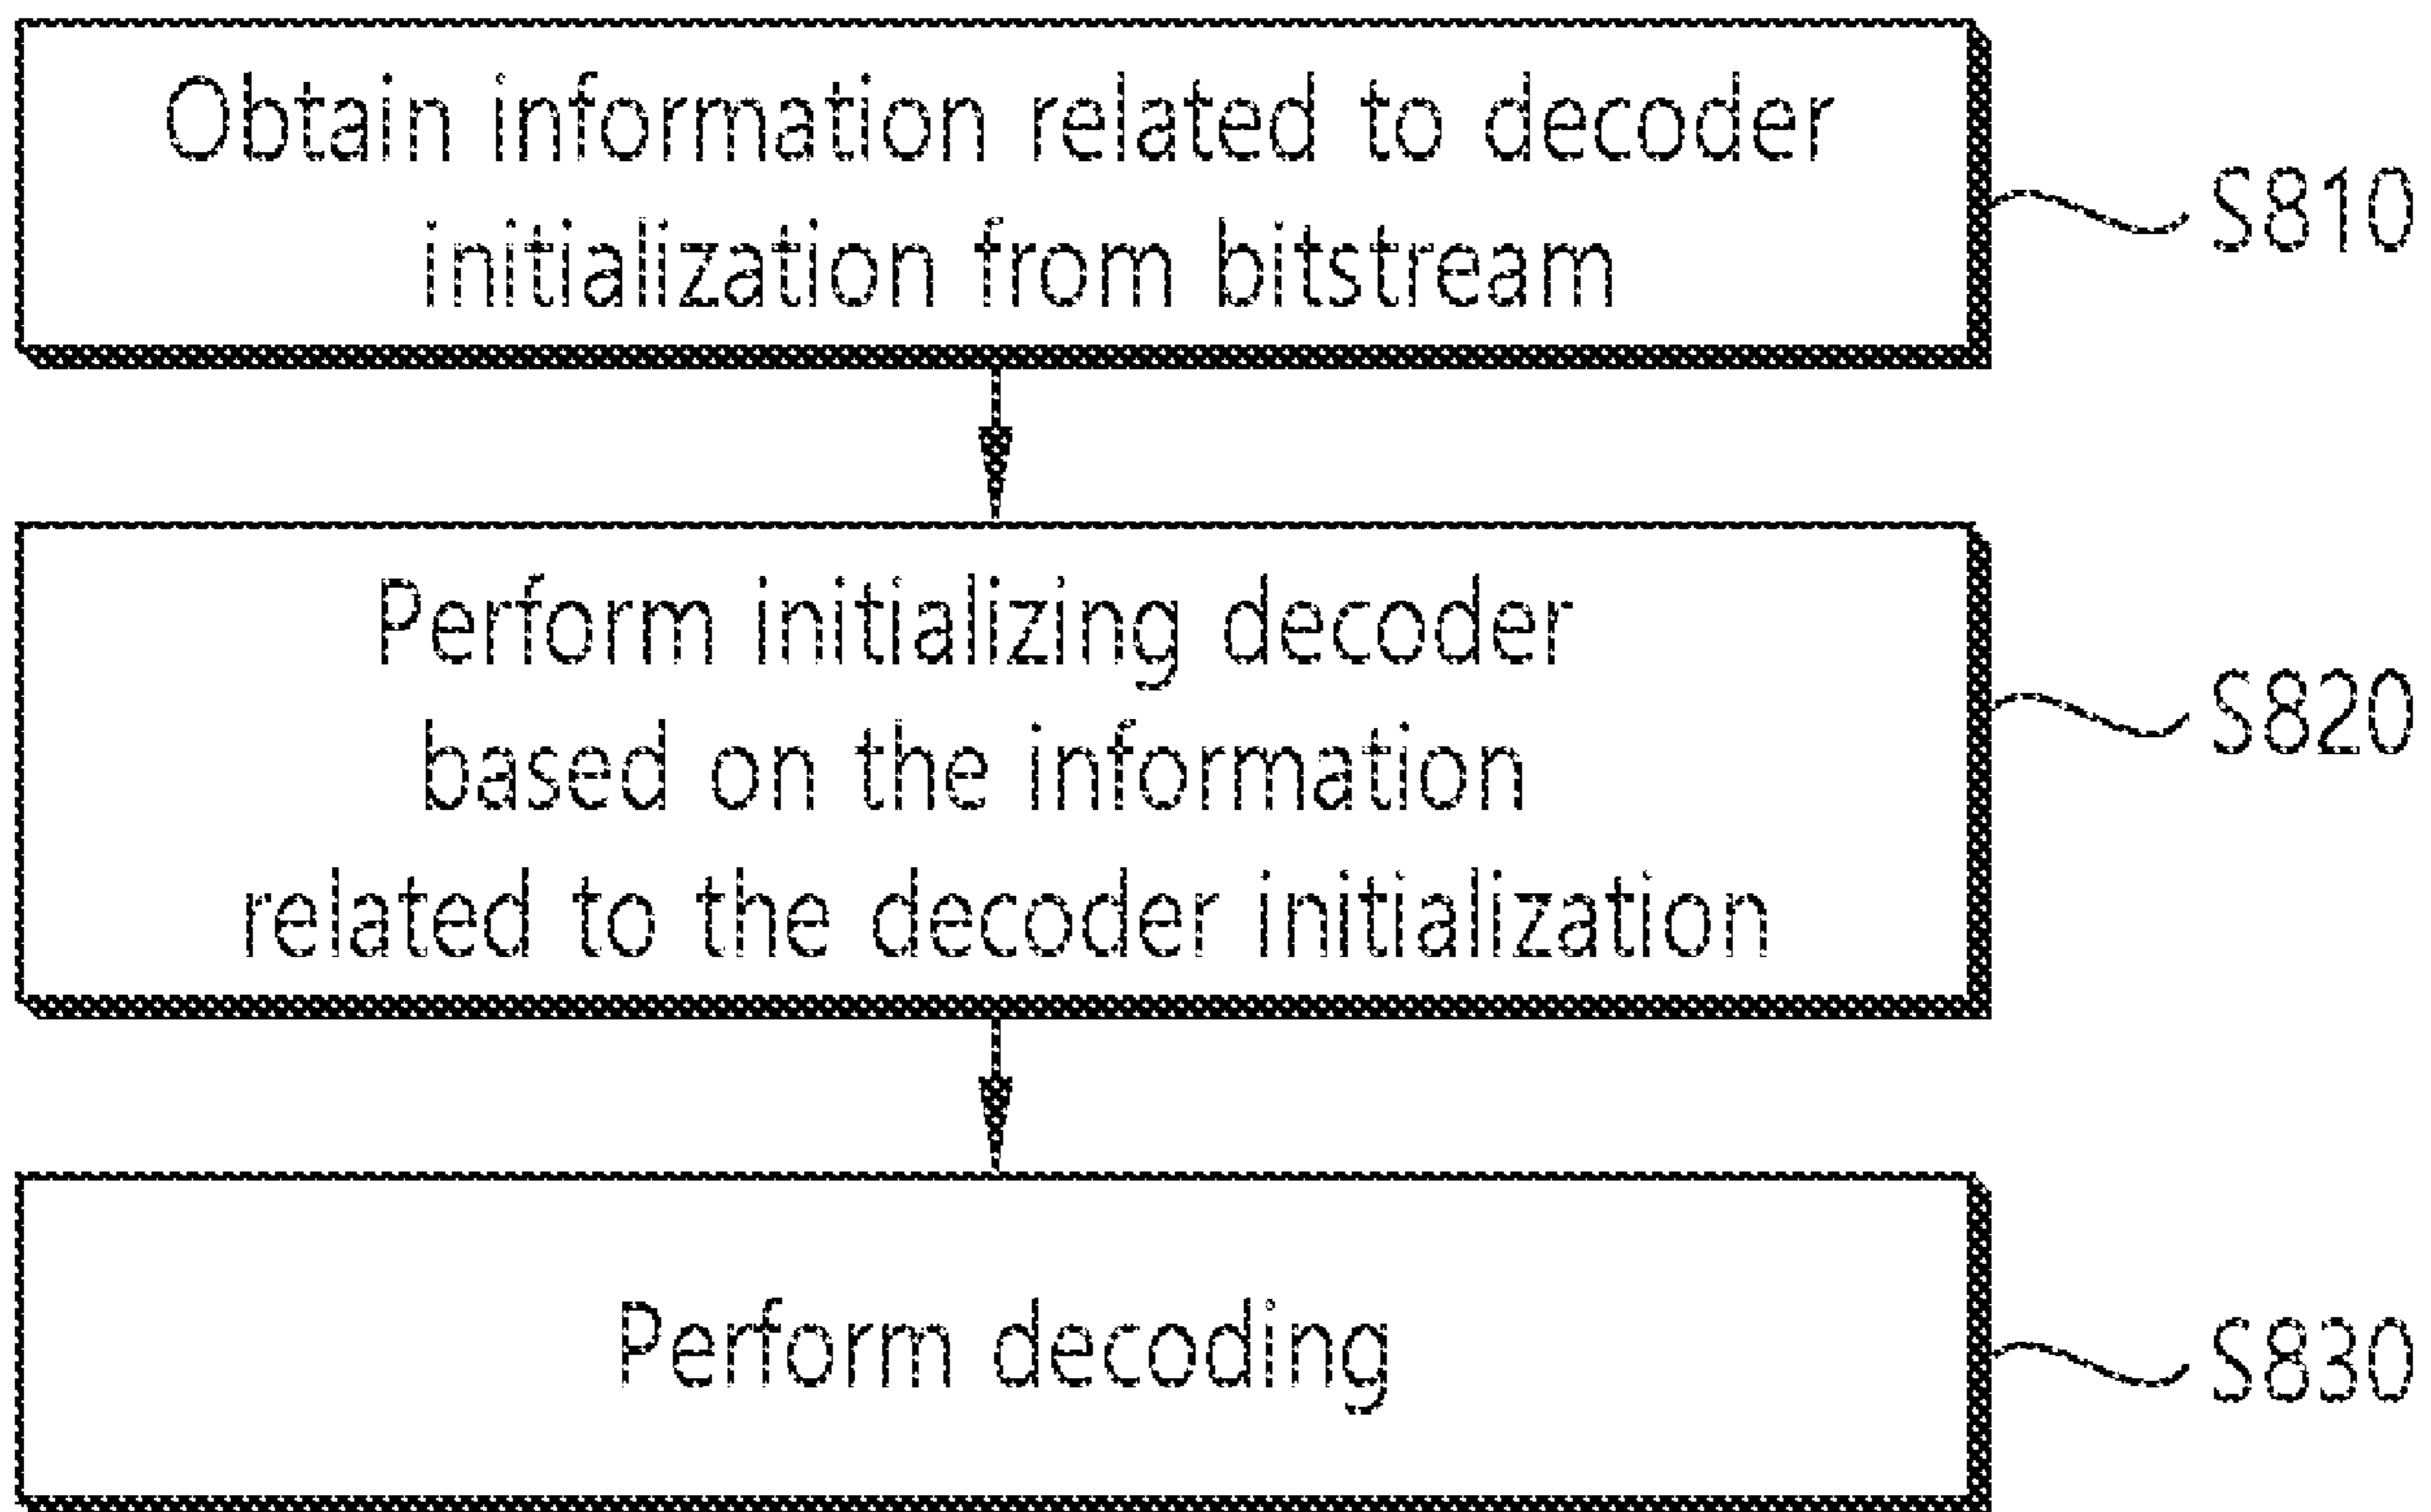 Obtain information related to decoder
initialization from bitstream
S810
Perform initializing decoder
based on the information
related to the decoder initialization
S820
Perform decoding
S830